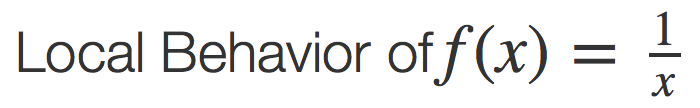 Local Behavior of f(x) = 1/x